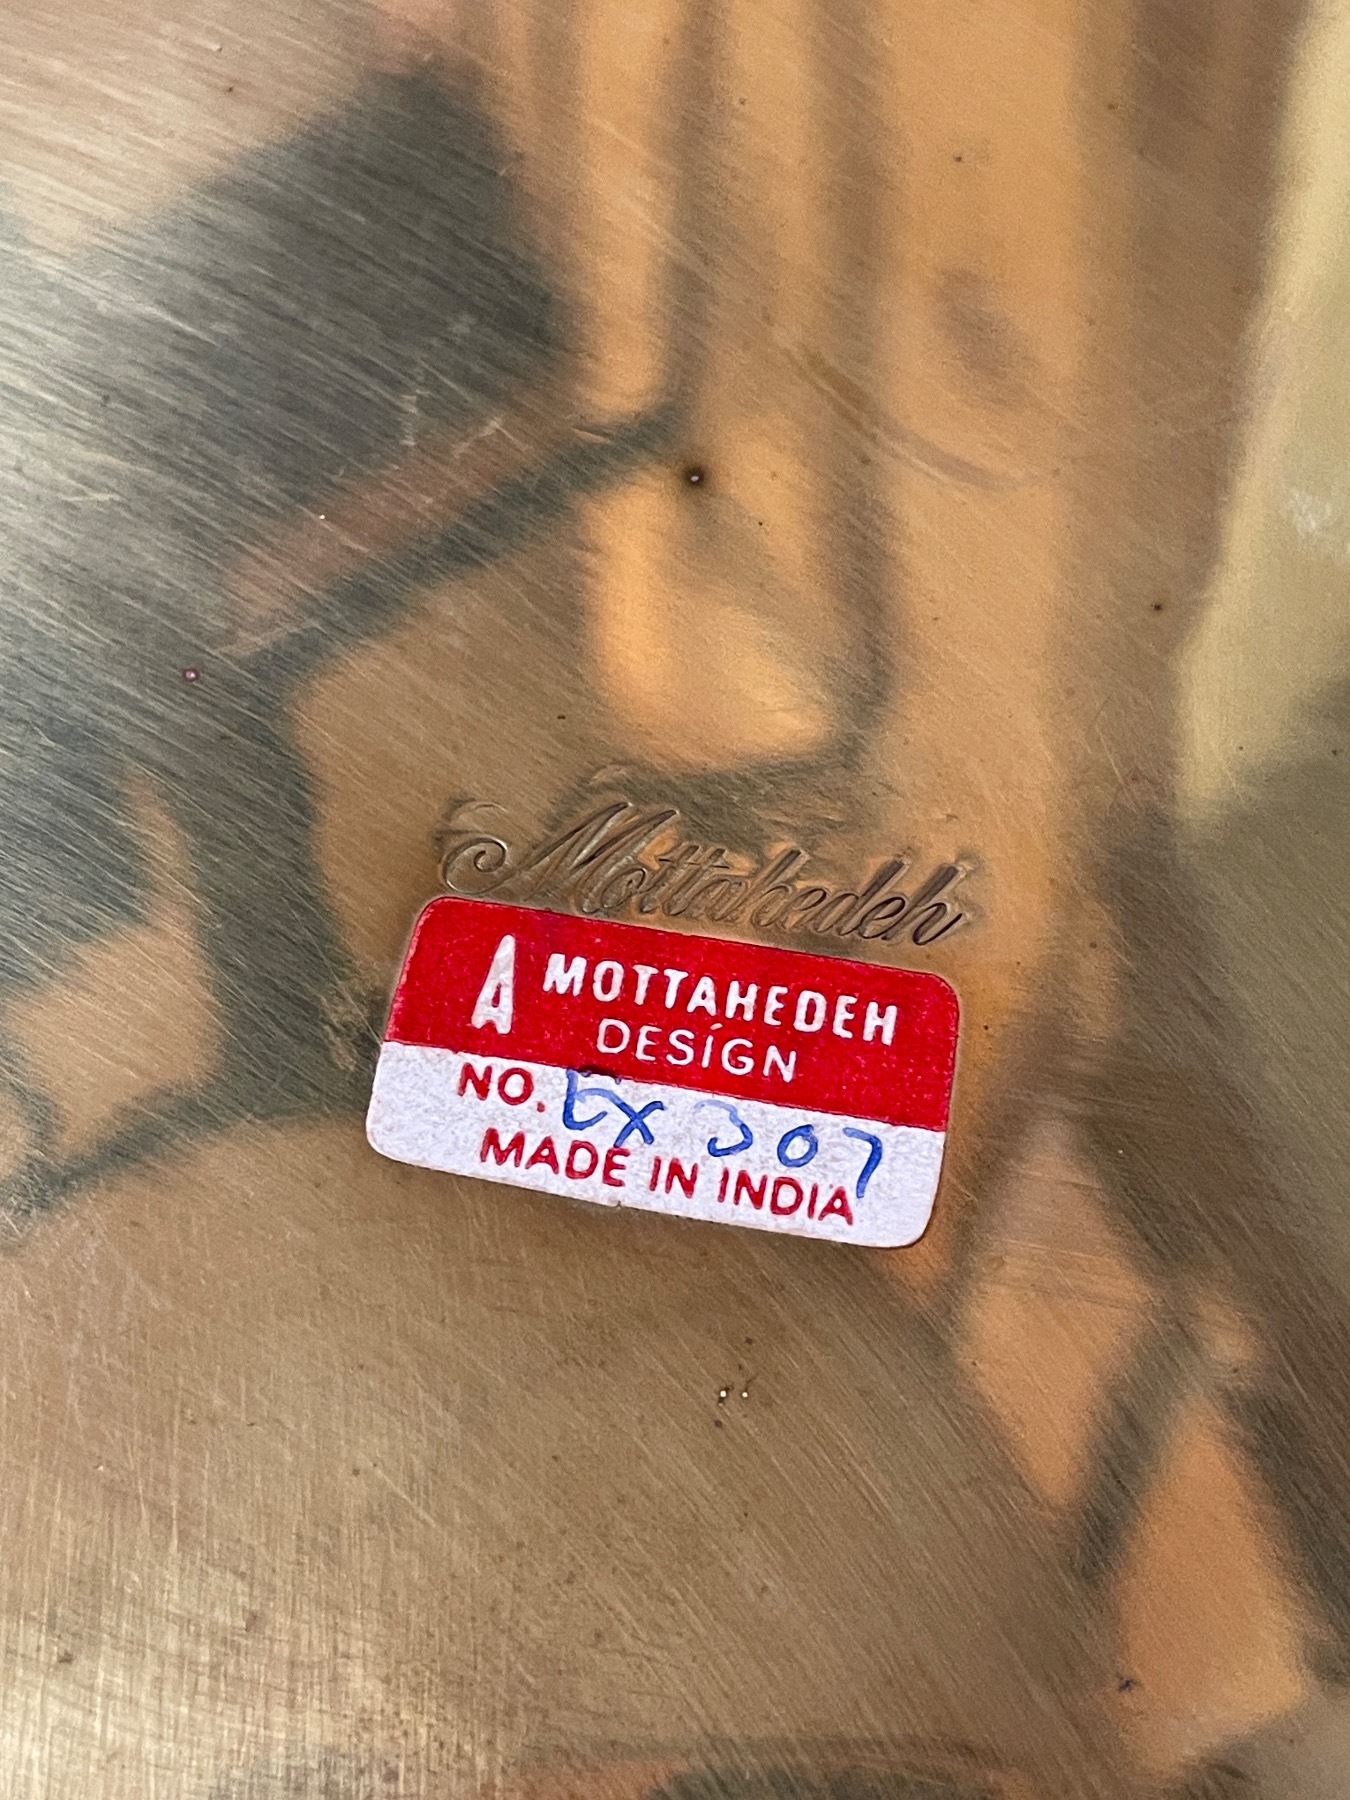 Mottahedeh
A MOTTAHEDEH
DESIGN
NO. EX 307
MADE IN INDIA